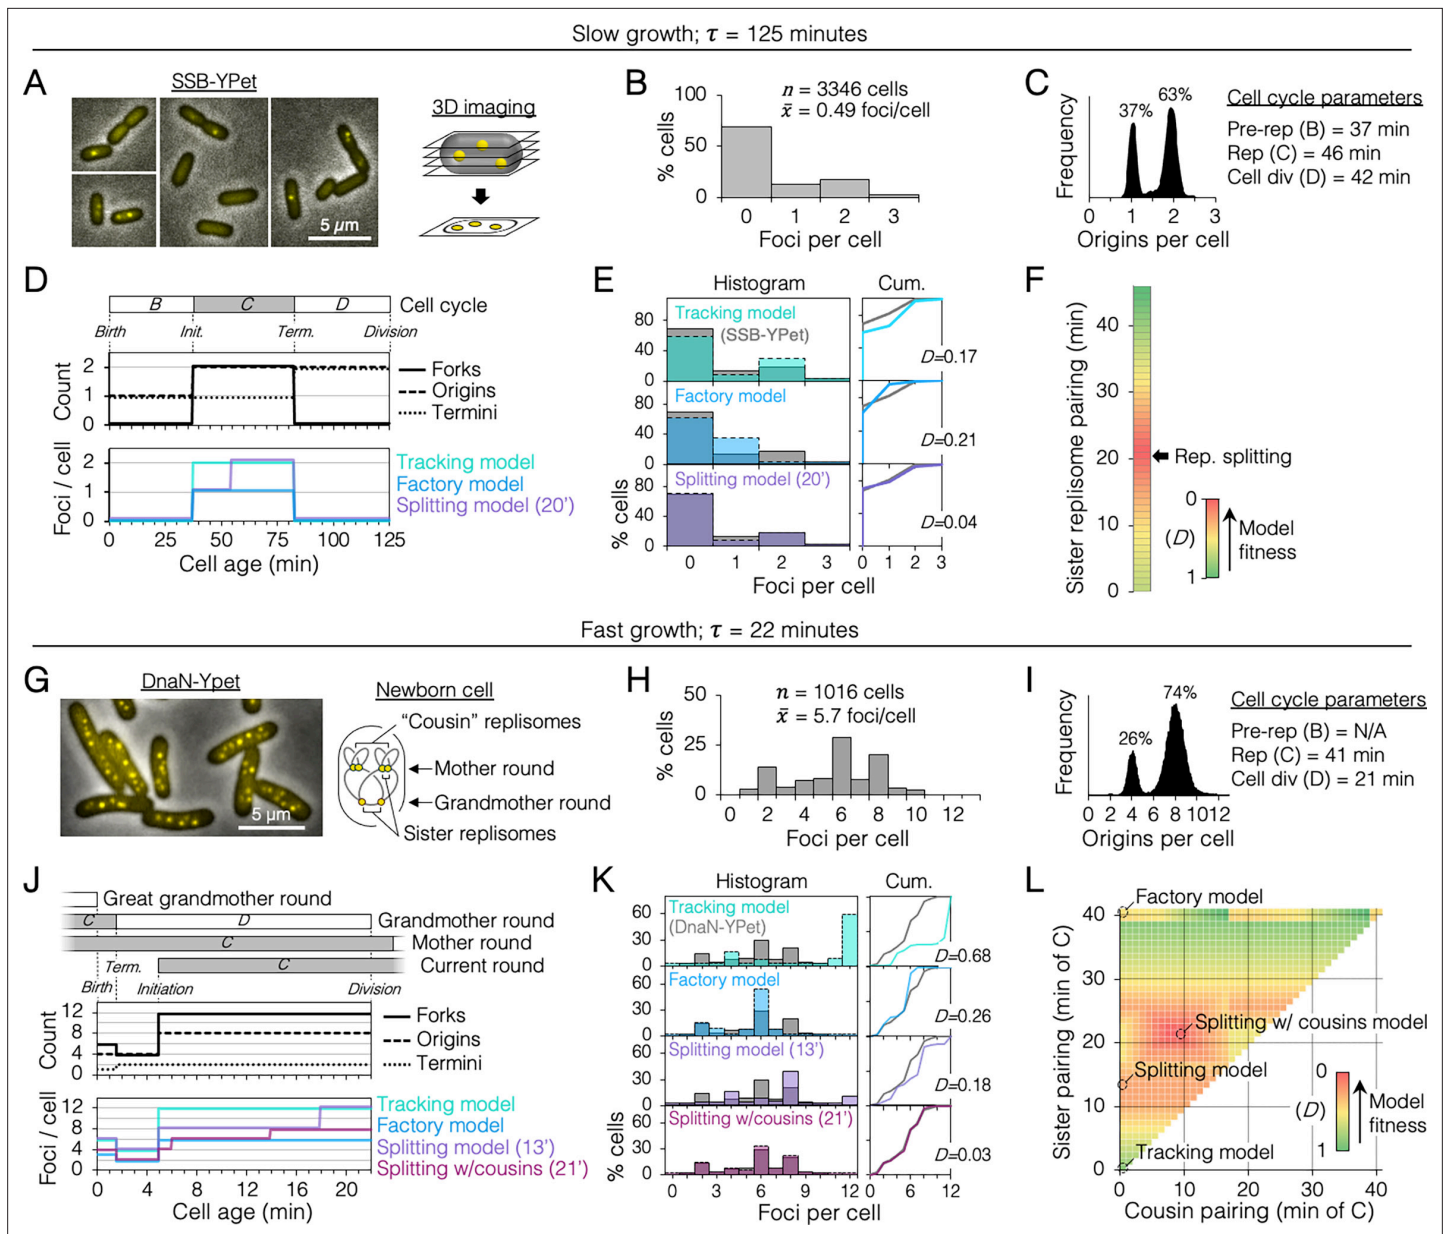 Slow growth; τ = 125 minutes
A
SSB-YPet
3D imaging
5 µm
B
n = 3346 cells
x̄ = 0.49 foci/cell
100
50
0
% cells
0 1 2 3
Foci per cell
C
37%
63%
Frequency
0 1 2 3
Origins per cell
Cell cycle parameters
Pre-rep (B) = 37 min
Rep (C) = 46 min
Cell div (D) = 42 min
D
B C D Cell cycle
Birth Init. Term. Division
Count
2
1
0
Forks
Origins
Termini
Foci / cell
2
1
0
Tracking model
Factory model
Splitting model (20’)
0 25 50 75 100 125
Cell age (min)
E
Histogram Cum.
Tracking model
(SSB-YPet)
80
40
0
D=0.17
Factory model
80
40
0
D=0.21
Splitting model (20’)
80
40
0
D=0.04
% cells
0 1 2 3 0 1 2 3
Foci per cell
F
Sister replisome pairing (min)
40
30
20
10
0
Rep. splitting
0
(D)
1
Model
fitness
Fast growth; τ = 22 minutes
G
DnaN-Ypet
5 µm
Newborn cell
“Cousin” replisomes
Mother round
Grandmother round
Sister replisomes
H
n = 1016 cells
x̄ = 5.7 foci/cell
50
25
0
% cells
0 2 4 6 8 10 12
Foci per cell
I
26%
74%
Frequency
0 2 4 6 8 10 12
Origins per cell
Cell cycle parameters
Pre-rep (B) = N/A
Rep (C) = 41 min
Cell div (D) = 21 min
J
Great grandmother round
C D Grandmother round
C Mother round
C Current round
Term.
Birth Initiation Division
Count
12
8
4
0
Forks
Origins
Termini
Foci / cell
12
8
4
0
Tracking model
Factory model
Splitting model (13’)
Splitting w/cousins (21’)
0 4 8 12 16 20
Cell age (min)
K
Histogram Cum.
Tracking model
(DnaN-YPet)
60
30
0
D=0.68
Factory model
60
30
0
D=0.26
Splitting model (13’)
60
30
0
D=0.18
Splitting w/cousins (21’)
60
30
0
D=0.03
% cells
0 3 6 9 12 0 6 12
Foci per cell
L
Factory model
Splitting w/ cousins model
Splitting model
Tracking model
Sister pairing (min of C)
40
30
20
10
0
0 10 20 30 40
Cousin pairing (min of C)
0
(D)
1
Model
fitness